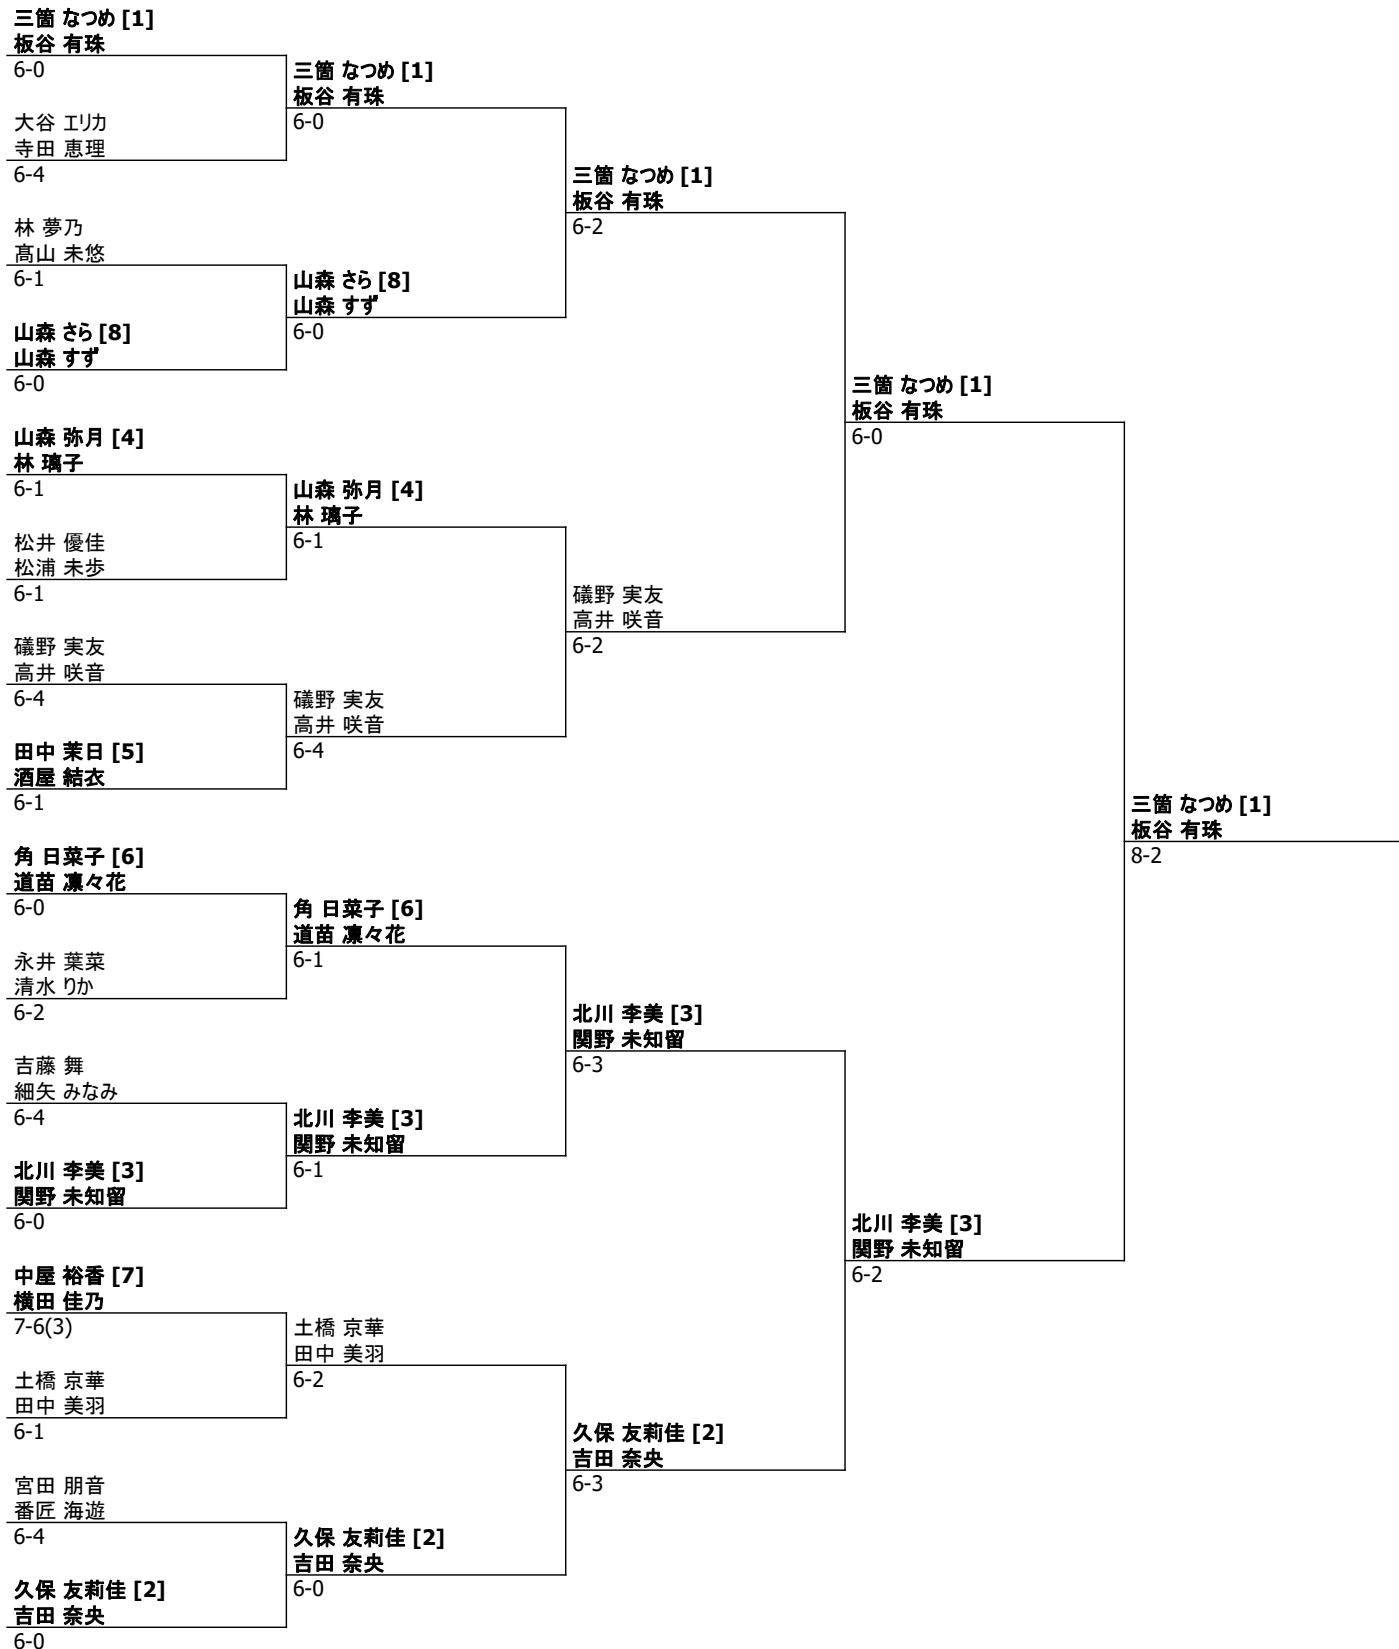 三箇 なつめ [1]
板谷 有珠
6-0
大谷 エリカ
寺田 恵理
6-4
林 夢乃
髙山 未悠
6-1
山森 さら [8]
山森 すず
6-0
山森 弥月 [4]
林 璃子
6-1
松井 優佳
松浦 未歩
6-1
礒野 実友
高井 咲音
6-4
田中 茉日 [5]
酒屋 結衣
6-1
角 日菜子 [6]
道苗 凛々花
6-0
永井 葉菜
清水 りか
6-2
吉藤 舞
細矢 みなみ
6-4
北川 李美 [3]
関野 未知留
6-0
中屋 裕香 [7]
横田 佳乃
7-6(3)
土橋 京華
田中 美羽
6-1
宮田 朋音
番匠 海遊
6-4
久保 友莉佳 [2]
吉田 奈央
6-0
三箇 なつめ [1]
板谷 有珠
6-0
山森 さら [8]
山森 すず
6-0
山森 弥月 [4]
林 璃子
6-1
礒野 実友
高井 咲音
6-4
角 日菜子 [6]
道苗 凛々花
6-1
北川 李美 [3]
関野 未知留
6-1
土橋 京華
田中 美羽
6-2
久保 友莉佳 [2]
吉田 奈央
6-0
三箇 なつめ [1]
板谷 有珠
6-2
礒野 実友
高井 咲音
6-2
北川 李美 [3]
関野 未知留
6-3
久保 友莉佳 [2]
吉田 奈央
6-3
三箇 なつめ [1]
板谷 有珠
6-0
北川 李美 [3]
関野 未知留
6-2
三箇 なつめ [1]
板谷 有珠
8-2